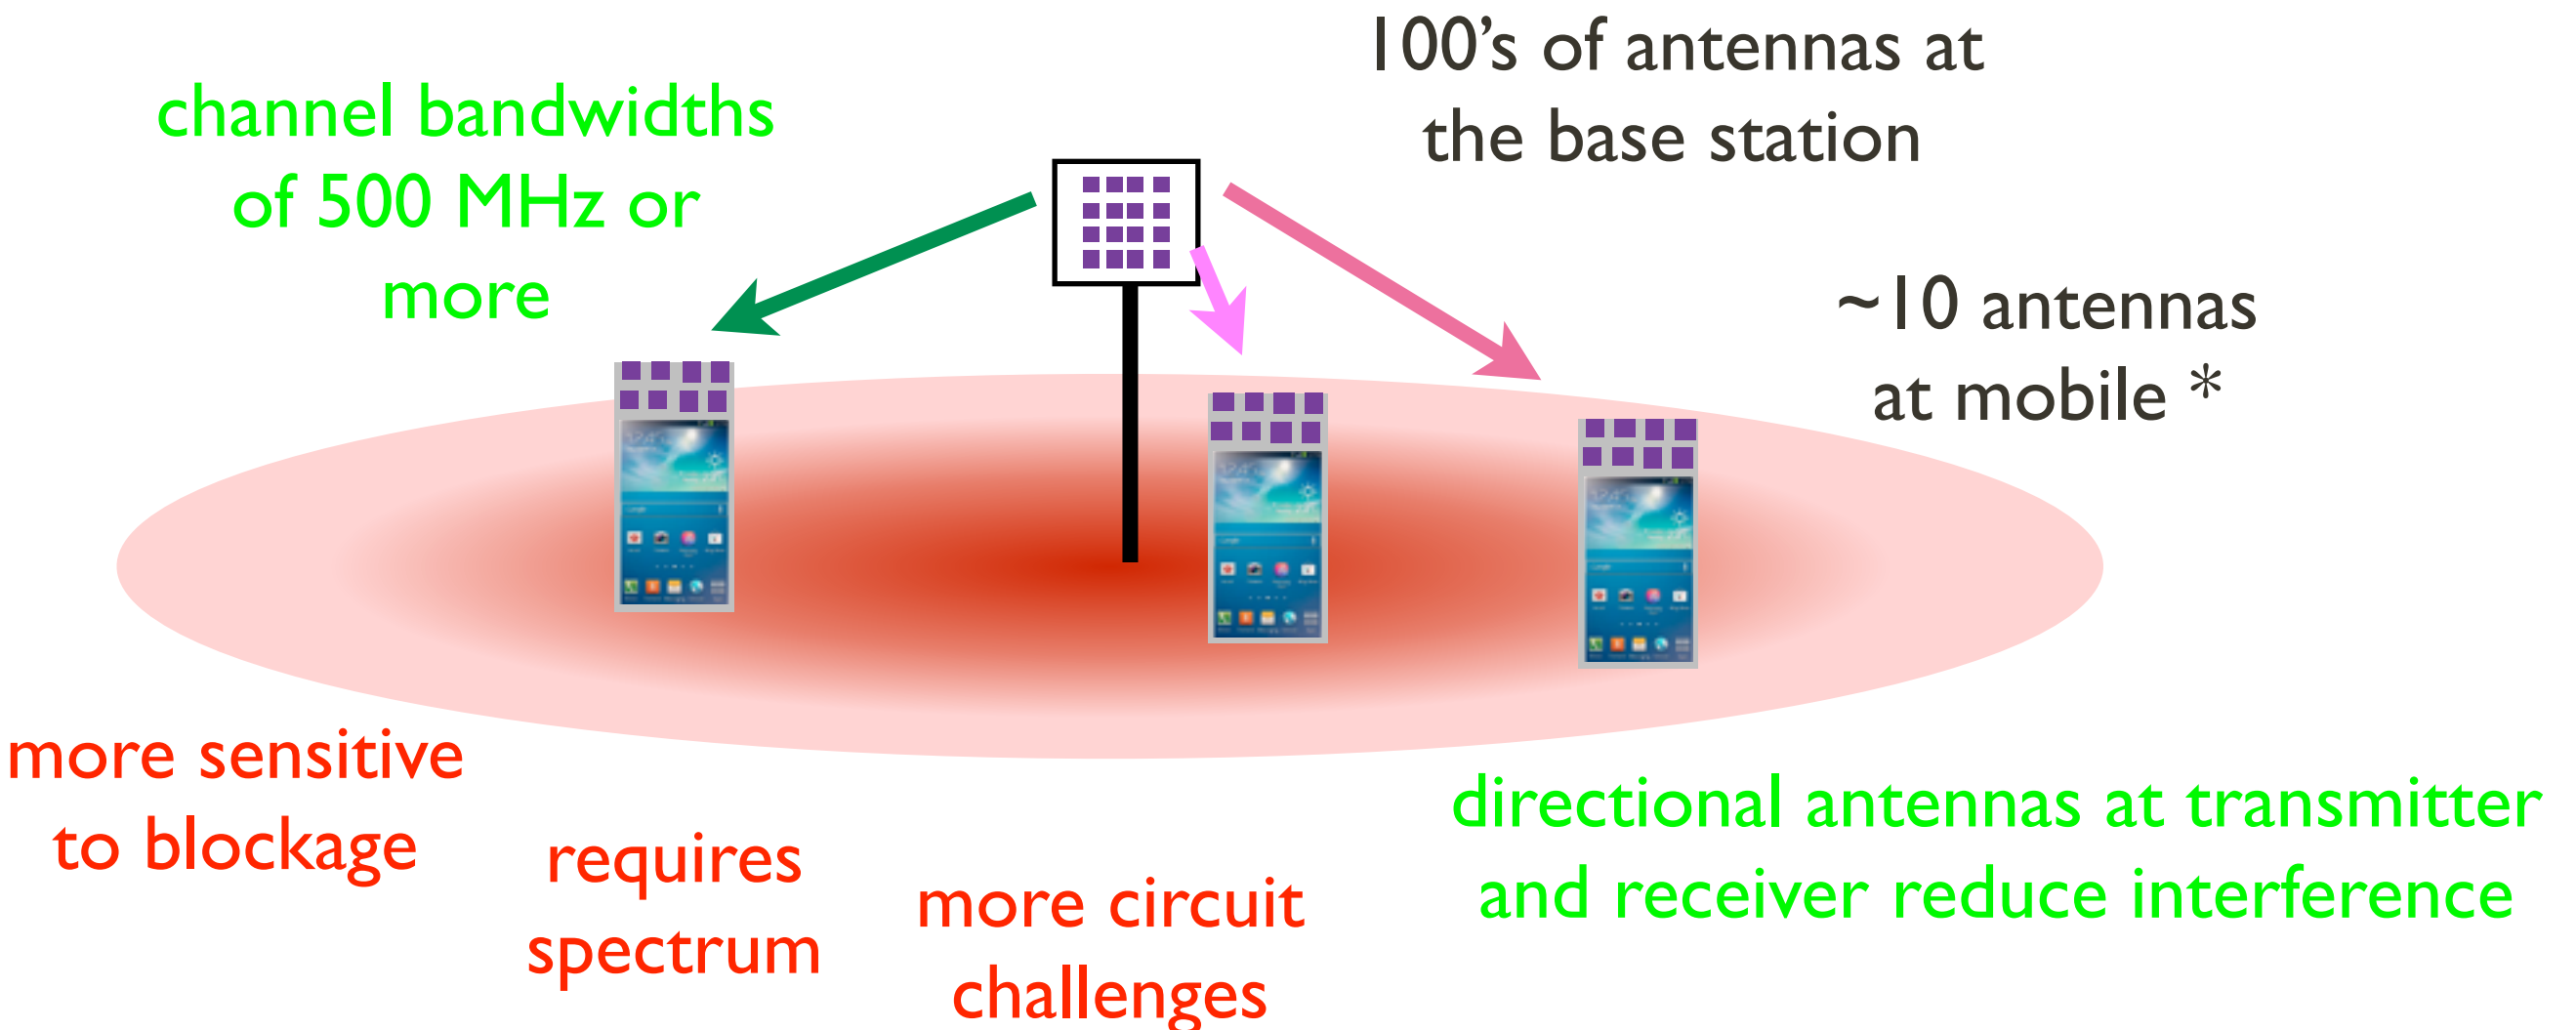 channel bandwidths
of 500 MHz or
more
100's of antennas at
the base station
~10 antennas
at mobile *
more sensitive
to blockage
requires
spectrum
more circuit
challenges
directional antennas at transmitter
and receiver reduce interference